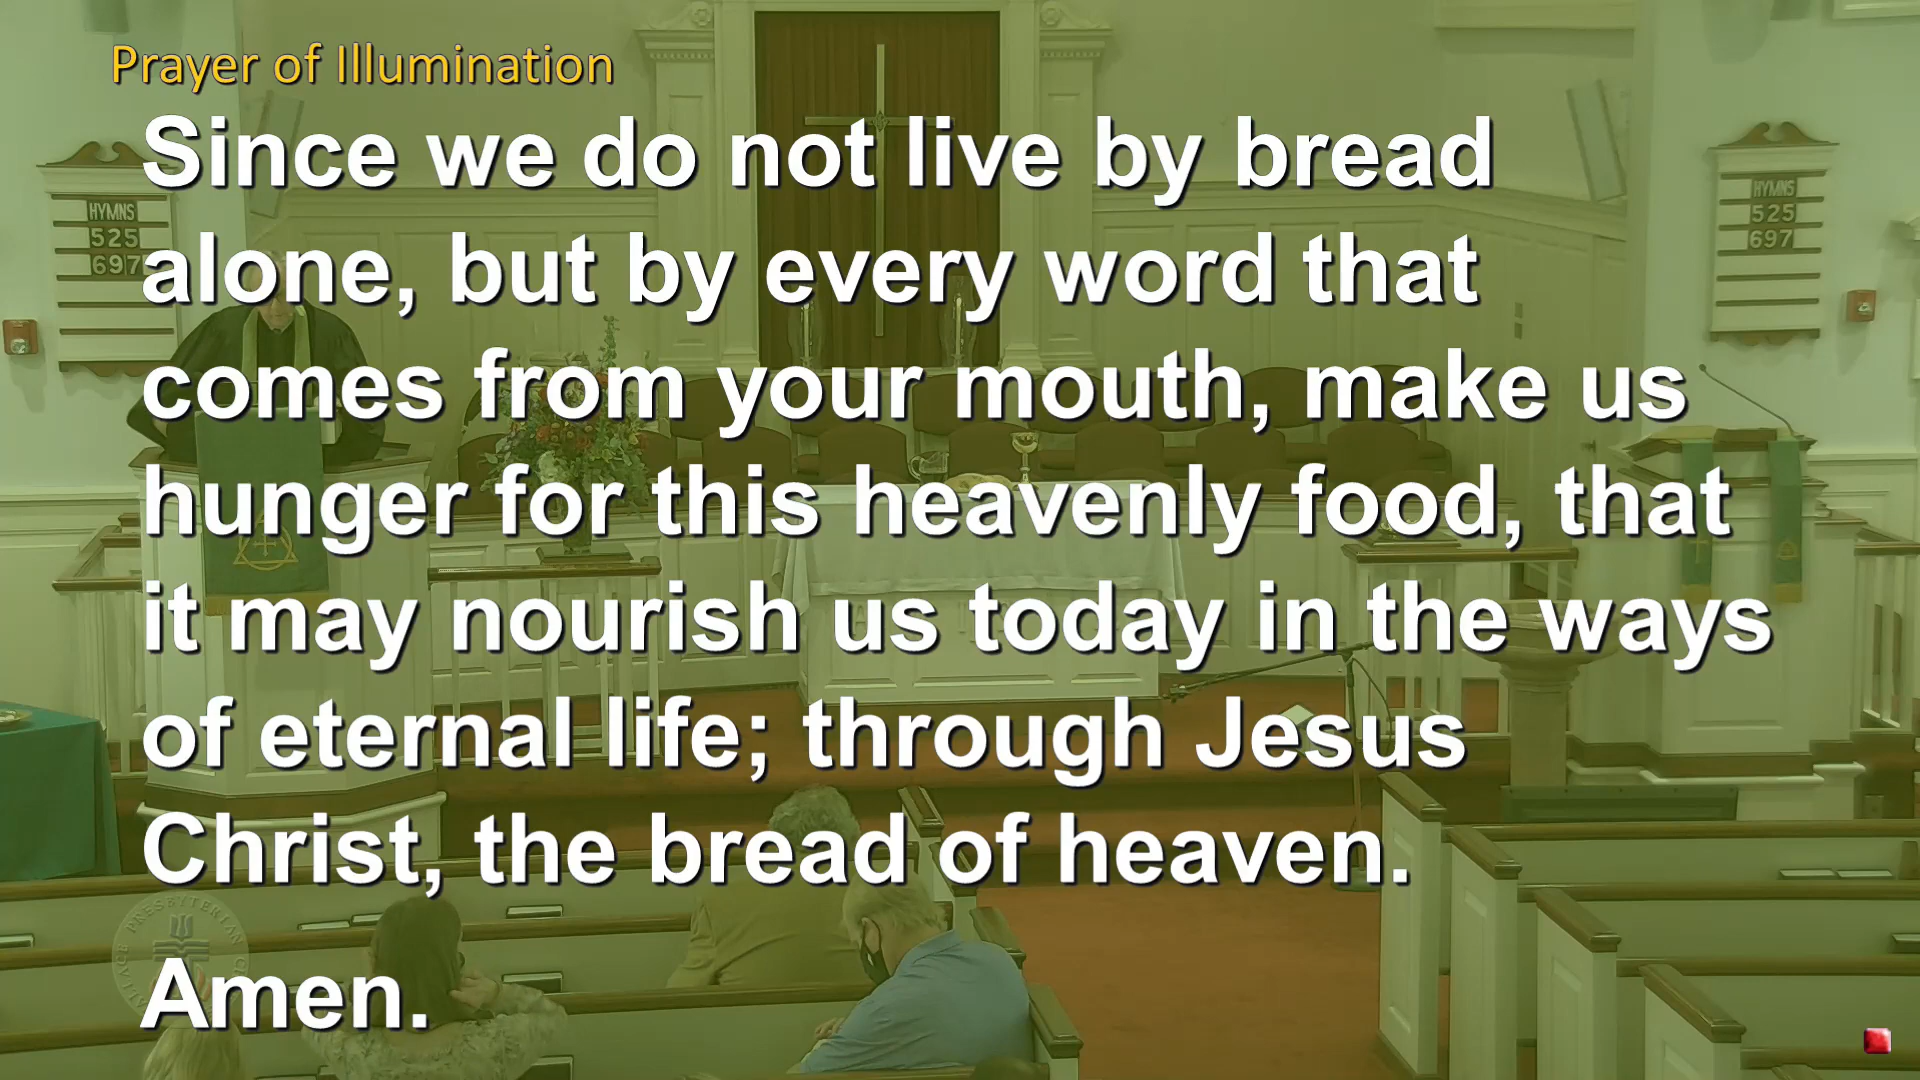 Prayer of Illumination
Since we do not live by bread
alone, but by every word that
comes from your mouth, make us
hunger for this heavenly food, that
it may nourish us today in the ways
of eternal life; through Jesus
Christ, the bread of heaven.
Amen.
HYMNS
525
697
HYMNS
525
697
PRESBYTERIAN